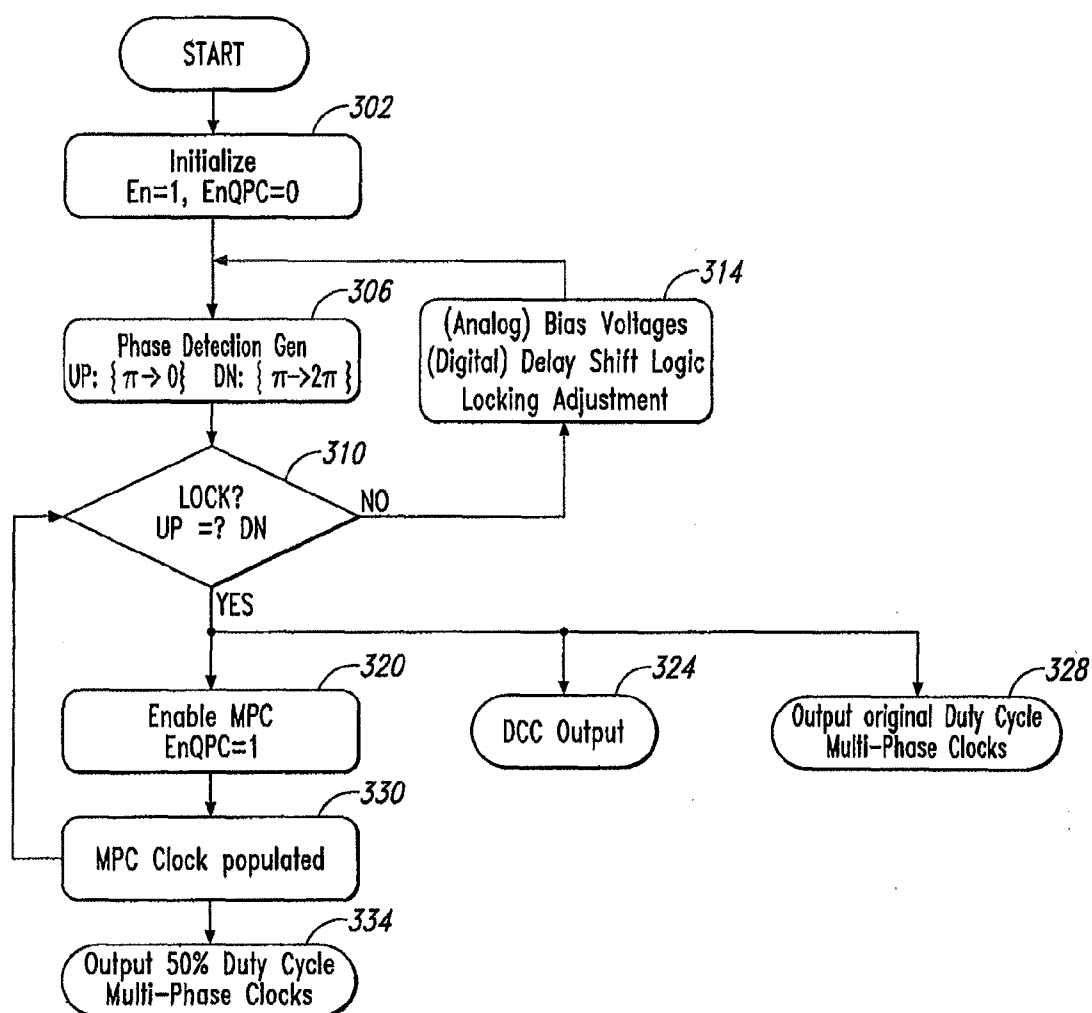 START
302
Initialize
En=1, EnQPC=0
306
Phase Detection Gen
UP: { π→ 0} DN: { π->2π }
314
(Analog) Bias Voltages
(Digital) Delay Shift Logic
Locking Adjustment
310
LOCK?
UP =? DN
NO
YES
320
Enable MPC
EnQPC=1
324
DCC Output
328
Output original Duty Cycle
Multi-Phase Clocks
330
MPC Clock populated
334
Output 50% Duty Cycle
Multi-Phase Clocks